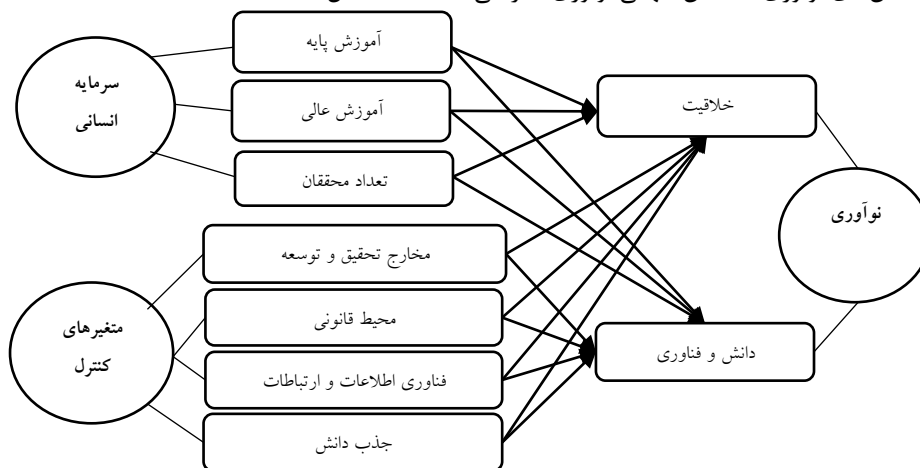 آموزش پایه
سرمایه
انسانی
آموزش عالی
تعداد محققان
خلاقیت
نوآوری
مخارج تحقیق و توسعه
متغیرهای
کنترل
محیط قانونی
فناوری اطلاعات و ارتباطات
جذب دانش
دانش و فناوری